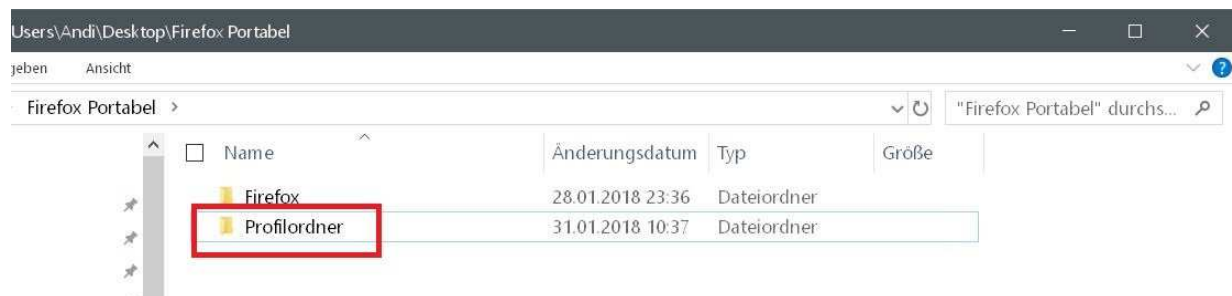 Users\Andi\Desktop\Firefox Portabel
geben Ansicht
Firefox Portabel
"Firefox Portabel" durchs...
Name Änderungsdatum Typ Größe
Firefox 28.01.2018 23:36 Dateiordner
Profilordner 31.01.2018 10:37 Dateiordner